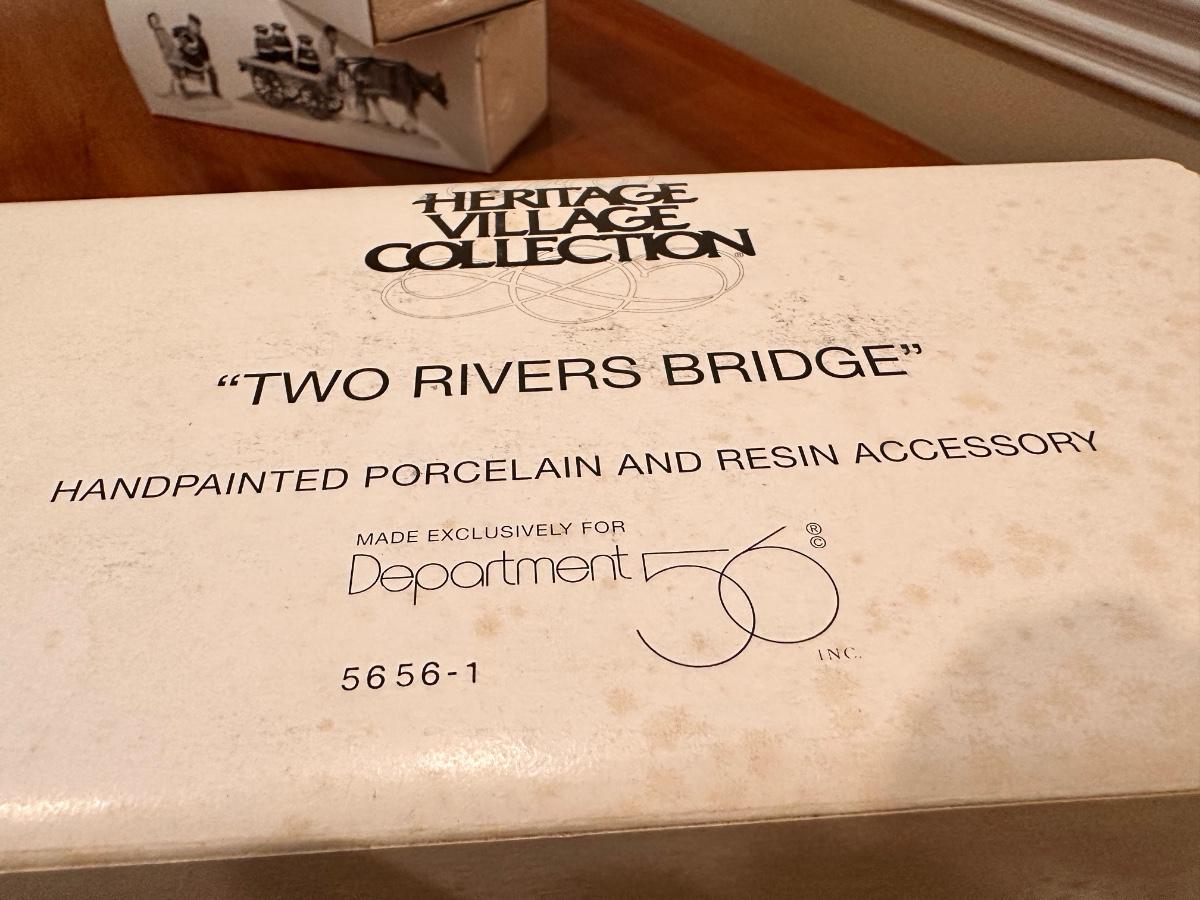 HERITAGE
VILLAGE
COLLECTION®
“TWO RIVERS BRIDGE”
HANDPAINTED PORCELAIN AND RESIN ACCESSORY
MADE EXCLUSIVELY FOR
Department 56 ® ©
INC.
5656-1